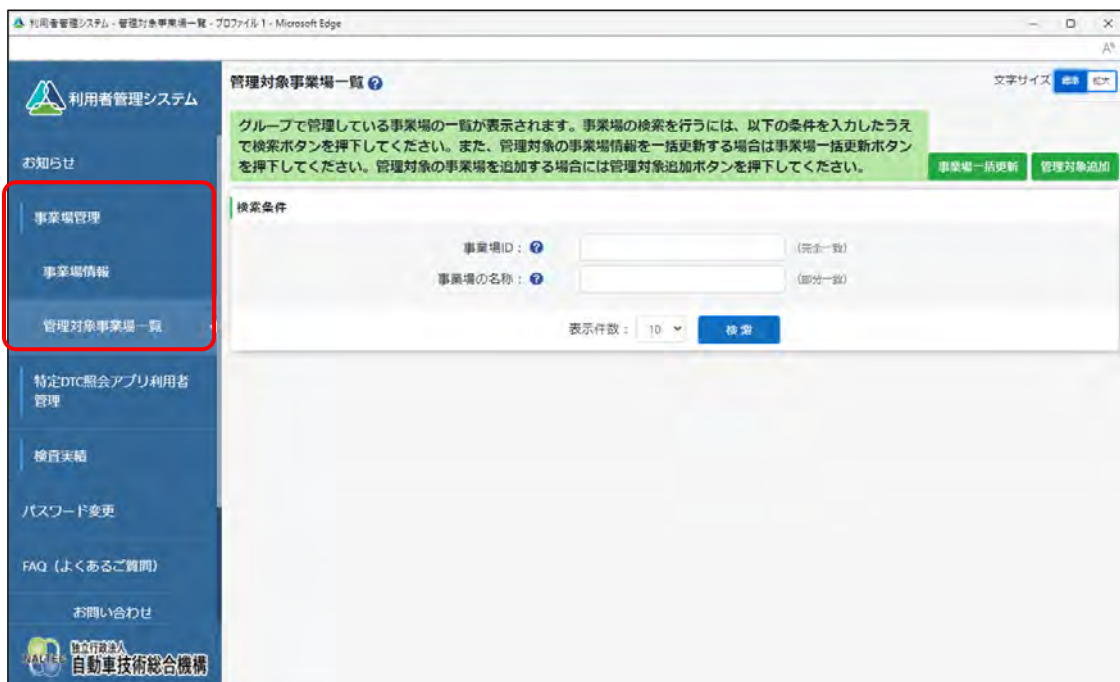 利用者管理システム - 管理対象事業場一覧 - プロファイル 1 - Microsoft Edge
利用者管理システム
お知らせ
事業場管理
事業場情報
管理対象事業場一覧
特定DTC照会アプリ利用者
管理
検査実績
パスワード変更
FAQ（よくあるご質問）
お問い合わせ
NALTEC
独立行政法人
自動車技術総合機構
管理対象事業場一覧
文字サイズ 標準 拡大
グループで管理している事業場の一覧が表示されます。事業場の検索を行うには、以下の条件を入力したうえ
で検索ボタンを押下してください。また、管理対象の事業場情報を一括更新する場合は事業場一括更新ボタン
を押下してください。管理対象の事業場を追加する場合には管理対象追加ボタンを押下してください。
事業場一括更新 管理対象追加
検索条件
事業場ID： (完全一致)
事業場の名称： (部分一致)
表示件数： 10 検索